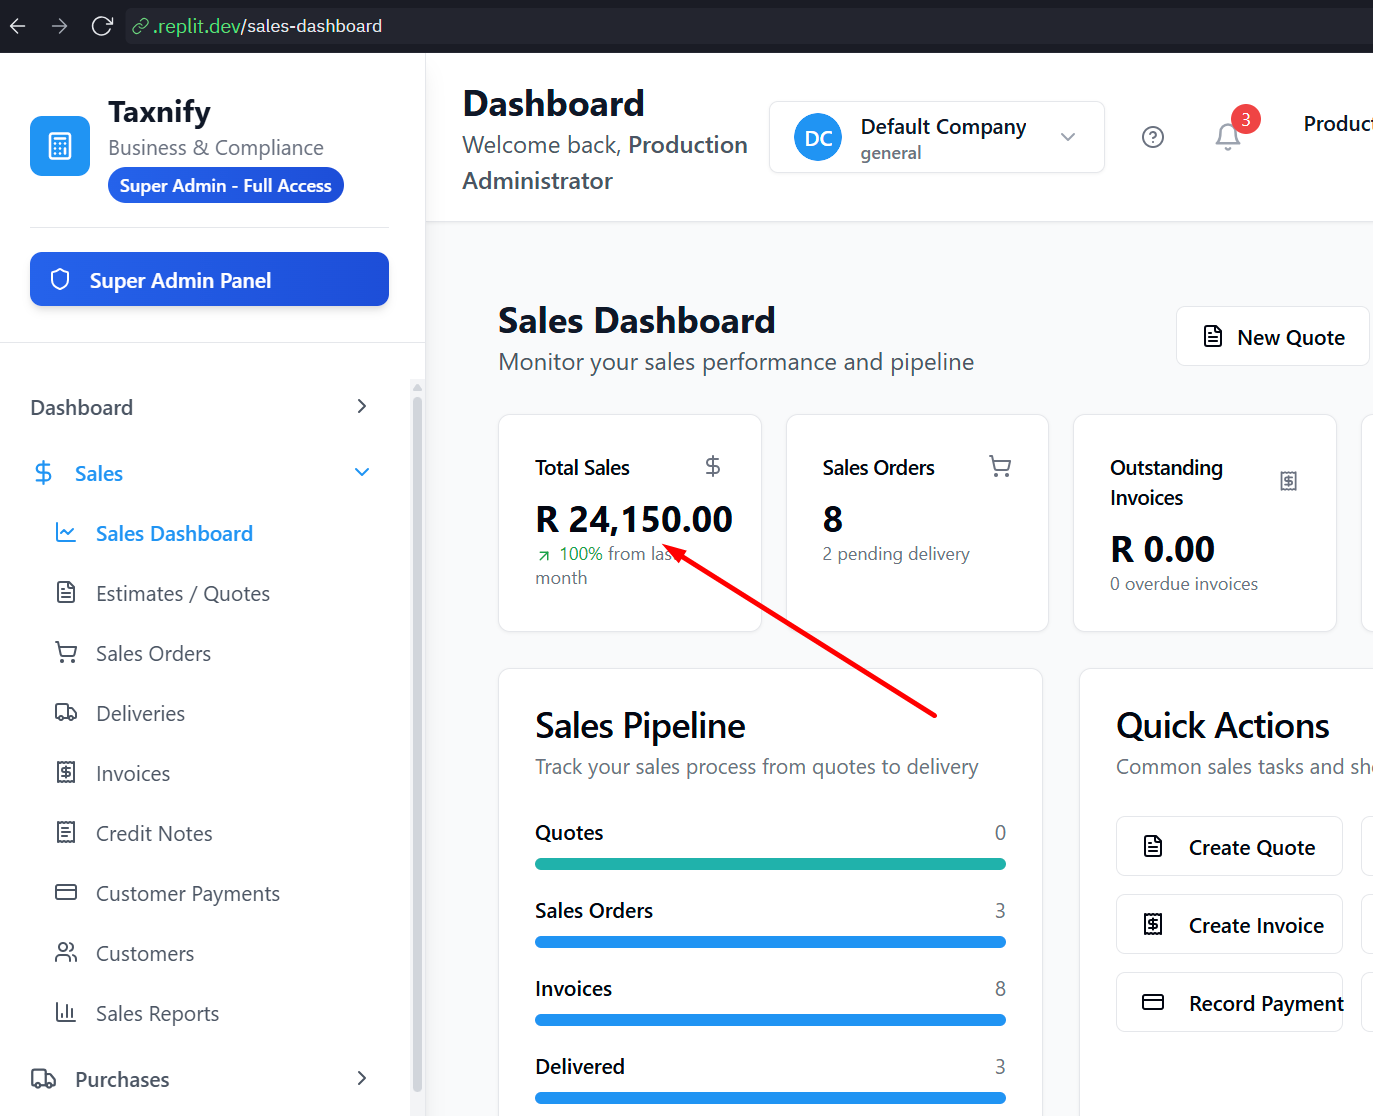 .replit.dev/sales-dashboard
Taxnify
Business & Compliance
Super Admin - Full Access
Super Admin Panel
Dashboard
Sales
Sales Dashboard
Estimates / Quotes
Sales Orders
Deliveries
Invoices
Credit Notes
Customer Payments
Customers
Sales Reports
Purchases
Dashboard
Welcome back, Production
Administrator
DC
Default Company
general
3
Sales Dashboard
Monitor your sales performance and pipeline
New Quote
Total Sales
R 24,150.00
100% from
month
Sales Orders
8
2 pending delivery
Outstanding
Invoices
R 0.00
0 overdue invoices
Sales Pipeline
Track your sales process from quotes to delivery
Quotes 0
Sales Orders 3
Invoices 8
Delivered 3
Quick Actions
Common sales tasks and
Create Quote
Create Invoice
Record Payment